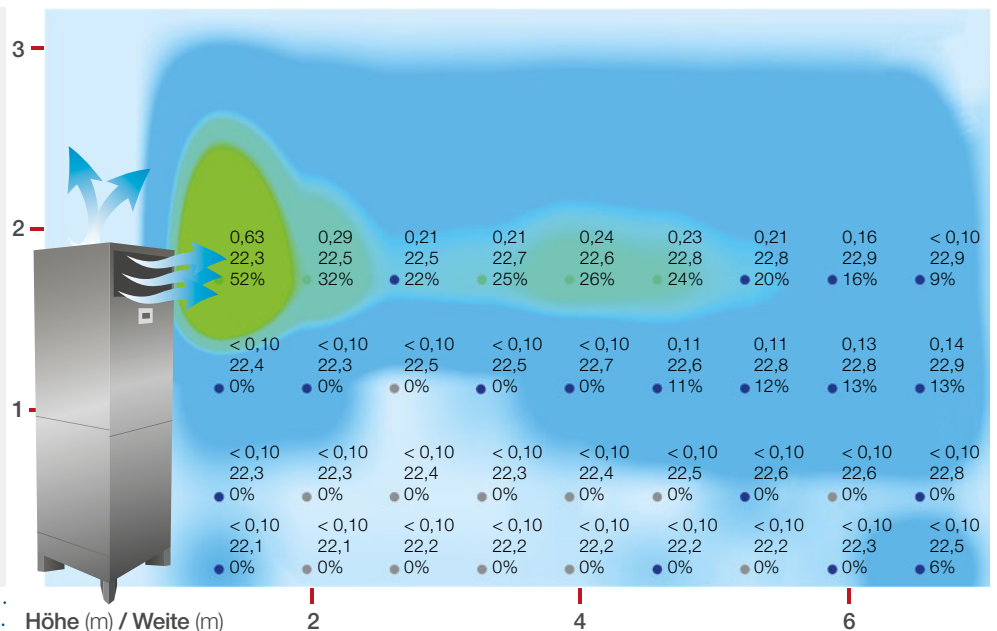 3
2
0,63 0,29 0,21 0,21 0,24 0,23 0,21 0,16 < 0,10
22,3 22,5 22,5 22,7 22,6 22,8 22,8 22,9 22,9
52% 32% 22% 25% 26% 24% 20% 16% 9%
< 0,10 < 0,10 < 0,10 < 0,10 < 0,10 0,11 0,11 0,13 0,14
22,4 22,3 22,5 22,5 22,7 22,6 22,8 22,8 22,9
0% 0% 0% 0% 0% 11% 12% 13% 13%
1
< 0,10 < 0,10 < 0,10 < 0,10 < 0,10 < 0,10 < 0,10 < 0,10 < 0,10
22,3 22,3 22,4 22,3 22,4 22,5 22,6 22,6 22,8
0% 0% 0% 0% 0% 0% 0% 0% 0%
< 0,10 < 0,10 < 0,10 < 0,10 < 0,10 < 0,10 < 0,10 < 0,10 < 0,10
22,1 22,1 22,2 22,2 22,2 22,2 22,2 22,3 22,5
0% 0% 0% 0% 0% 0% 0% 0% 6%
Höhe (m) / Weite (m) 2 4 6